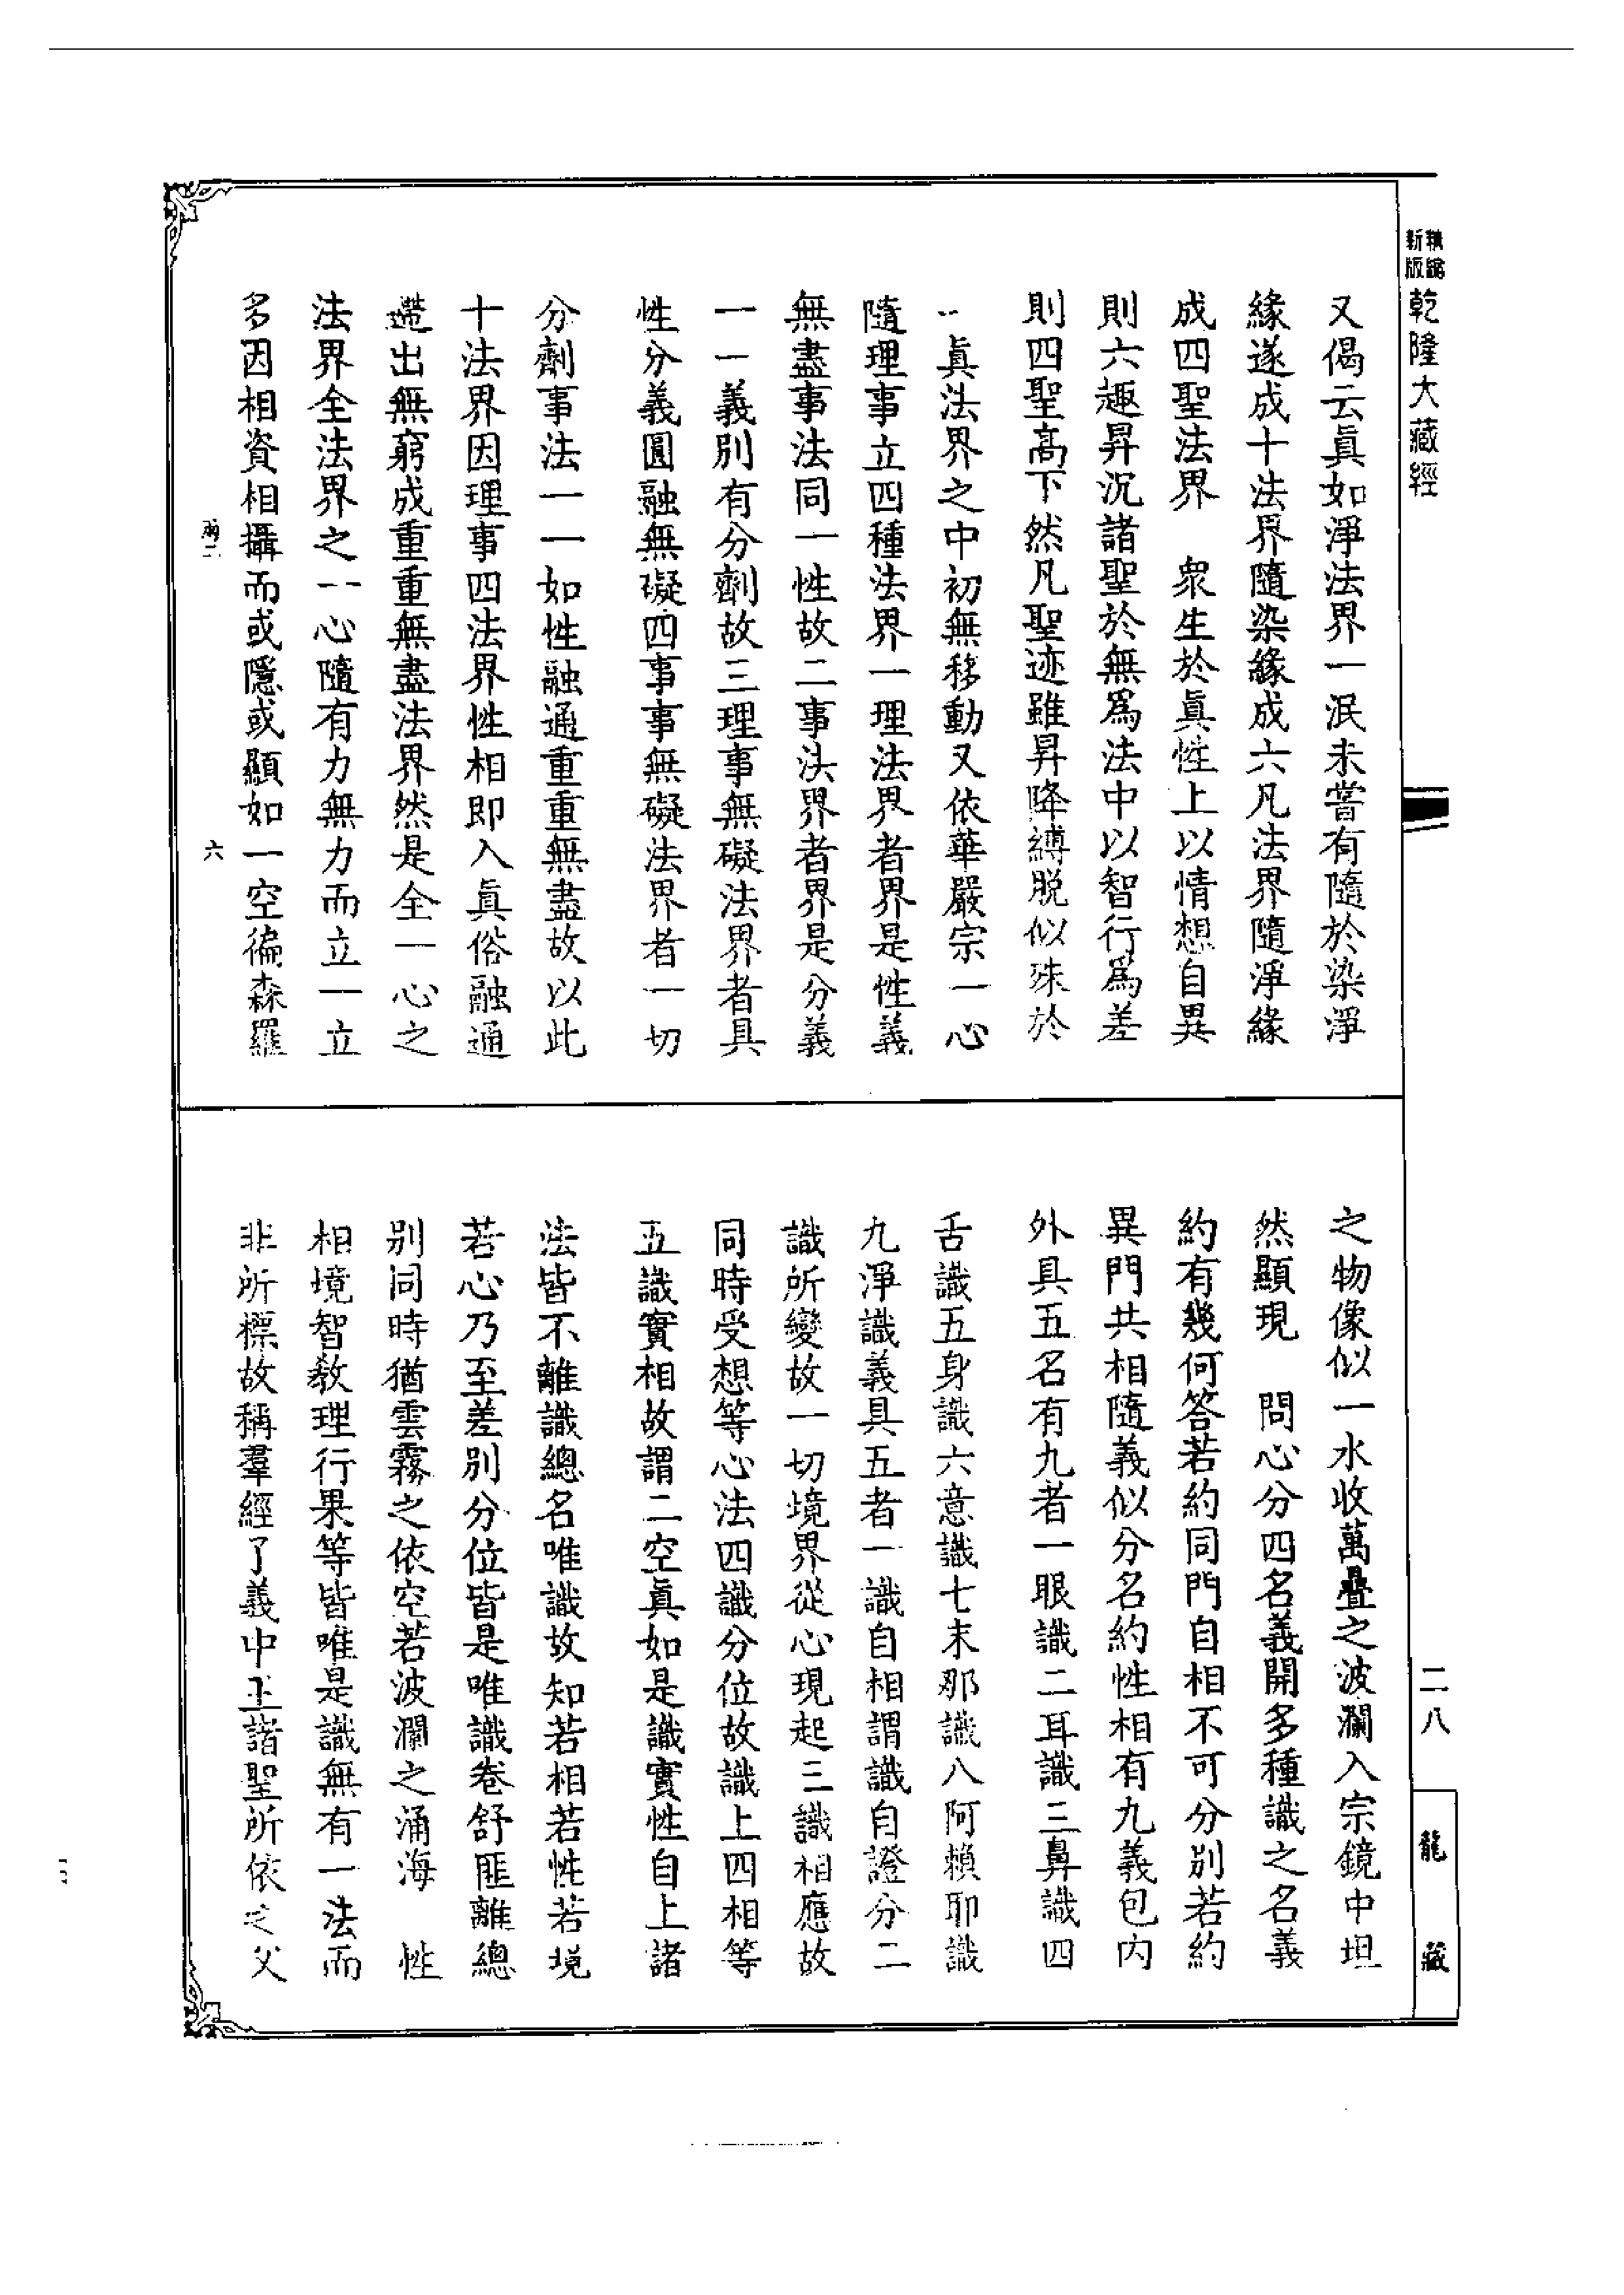 新版
乾隆大藏經
又偈云眞如淨法界一泯未嘗有隨於染淨
緣遂成十法界隨染緣成六凡法界隨淨緣
成四聖法界　衆生於眞性上以情想自異
則六趣昇沉諸聖於無爲法中以智行爲差
則四聖高下然凡聖迹雖昇降縛脱似殊於
一眞法界之中初無移動又依華嚴宗一心
隨理事立四種法界一理法界者界是性義
無盡事法同一性故二事法界者界是分義
一一義別有分劑故三理事無礙法界者具
性分義圓融無礙四事事無礙法界者一切
分劑事法一一如性融通重重無盡故以此
十法界因理事四法界性相即入眞俗融通
遞出無窮成重重無盡法界然是全一心之
法界全法界之一心隨有力無力而立一立
多因相資相攝而或隱或顯如一空徧森羅
六
之物像似一水收萬疊之波瀾入宗鏡中坦
然顯現　問心分四名義開多種識之名義
約有幾何答若約同門自相不可分別若約
異門共相隨義似分名約性相有九義包内
外具五名有九者一眼識二耳識三鼻識四
舌識五身識六意識七末那識八阿賴耶識
九淨識義具五者一識自相謂識自證分二
識所變故一切境界從心現起三識相應故
同時受想等心法四識分位故識上四相等
五識實相故謂二空眞如是識實性自上諸
法皆不離識總名唯識故知若相若性若境
若心乃至差別分位皆是唯識卷舒匪離總
別同時猶雲霧之依空若波瀾之涌海　性
相境智教理行果等皆唯是識無有一法而
非所標故稱羣經了義中王諸聖所依之父
二八
龍藏